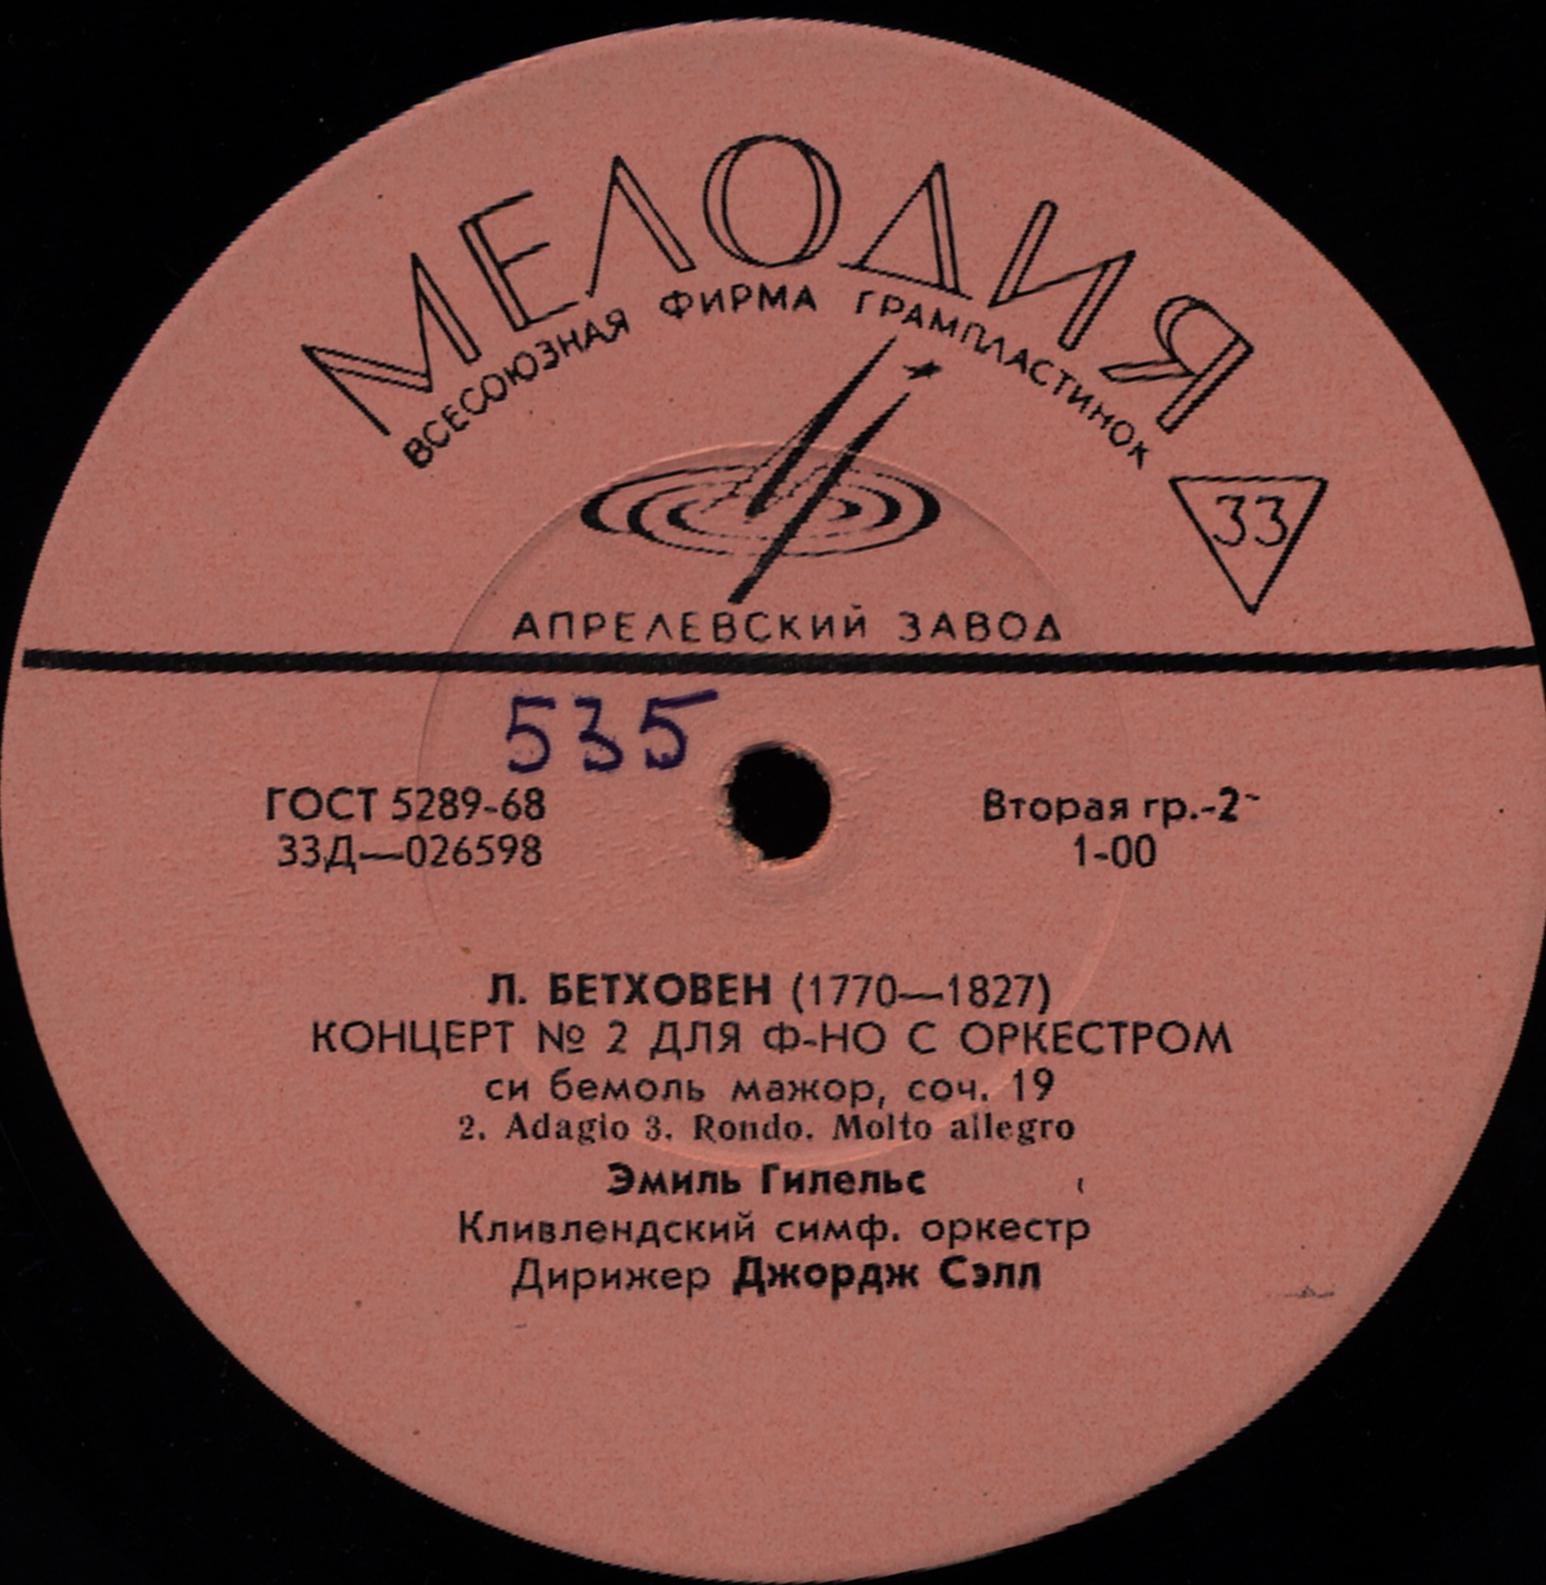 МЕЛОДИЯ
ВСЕСОЮЗНАЯ ФИРМА ГРАМПЛАСТИНОК
33
АПРЕЛЕВСКИЙ ЗАВОД
535
ГОСТ 5289-68
33Д—026598
Вторая гр.-2
1-00
Л. БЕТХОВЕН (1770—1827)
КОНЦЕРТ № 2 ДЛЯ Ф-НО С ОРКЕСТРОМ
си бемоль мажор, соч. 19
2. Adagio 3. Rondo. Molto allegro
Эмиль Гилельс
Кливлендский симф. оркестр
Дирижер Джордж Сэлл